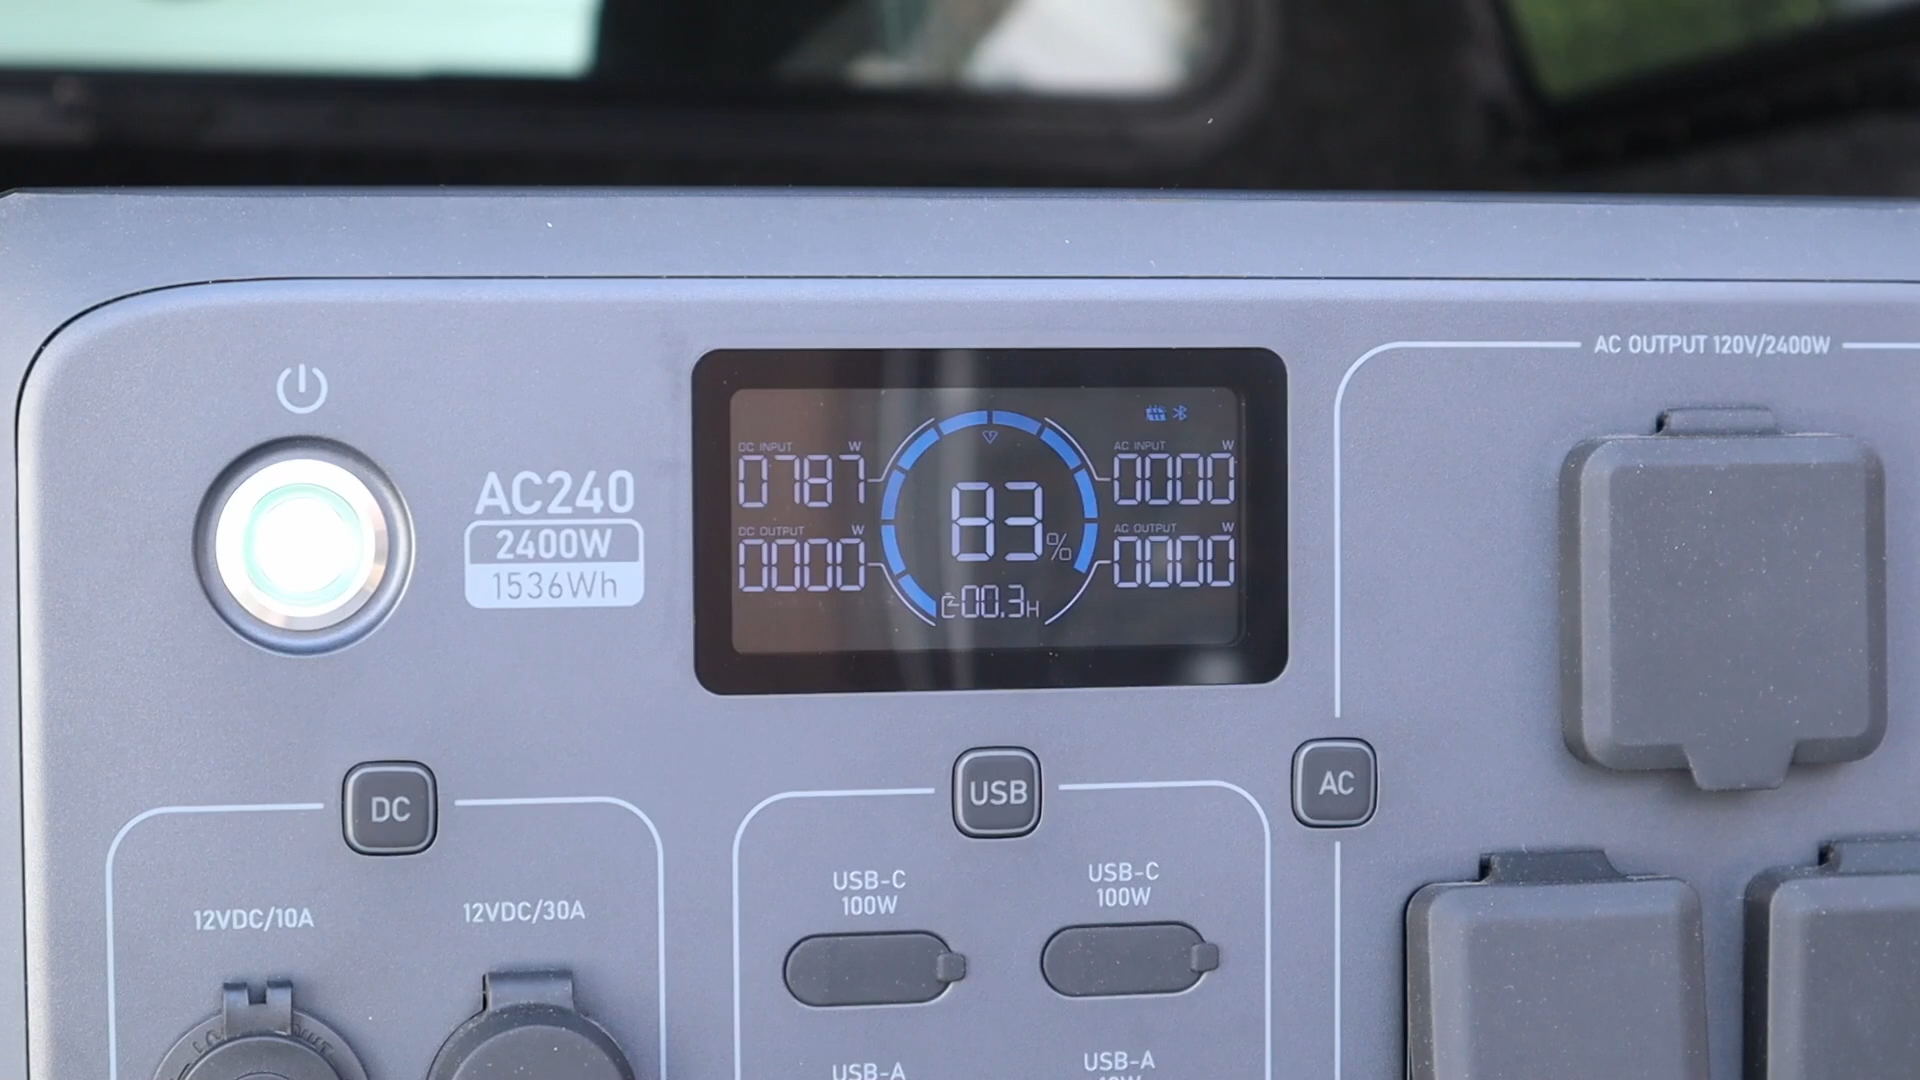 AC OUTPUT 120V/2400W
AC240
2400W
1536Wh
DC INPUT W
0787
DC OUTPUT W
0000
83%
00.3H
AC INPUT W
0000
AC OUTPUT W
0000
DC
USB
AC
12VDC/10A
12VDC/30A
USB-C
100W
USB-C
100W
USB-A
USB-A